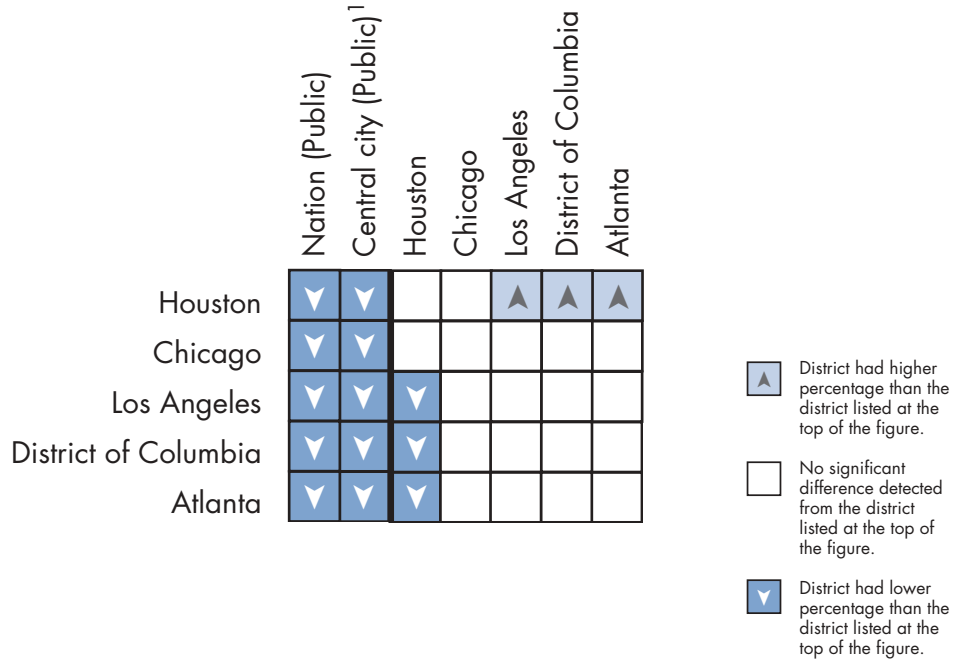 Nation (Public)
Central city (Public)1
Houston
Chicago
Los Angeles
District of Columbia
Atlanta
Houston
Chicago
Los Angeles
District of Columbia
Atlanta
District had higher
percentage than the
district listed at the
top of the figure.
No significant
difference detected
from the district
listed at the top of
the figure.
District had lower
percentage than the
district listed at the
top of the figure.